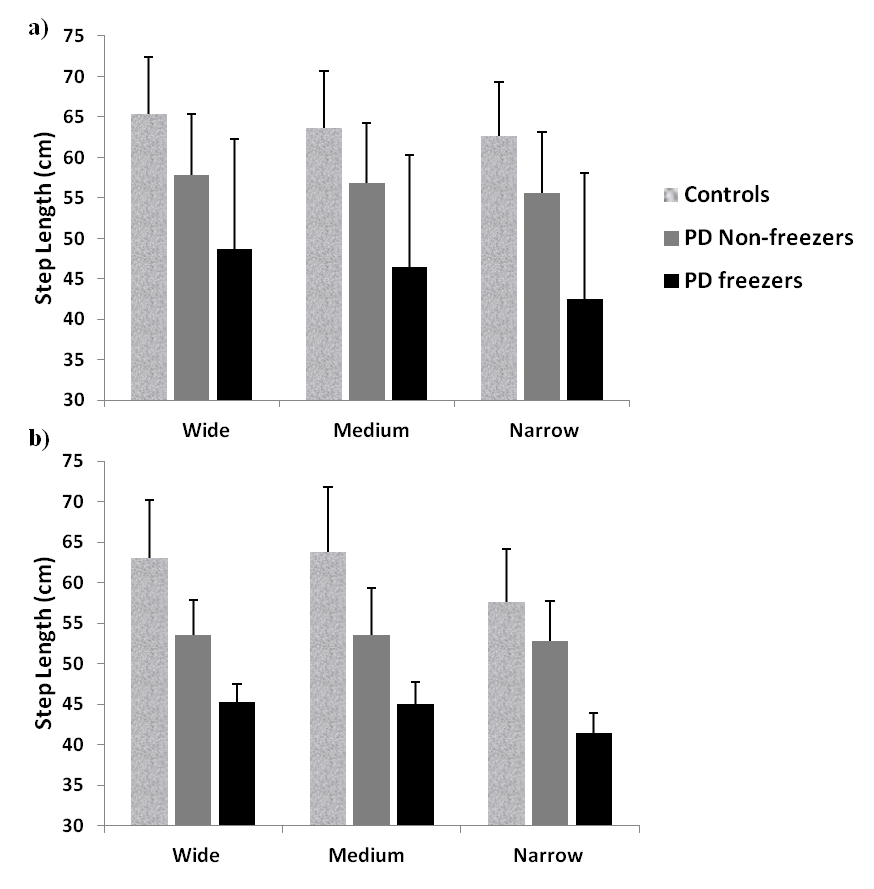 a)
Step Length (cm)
75
70
65
60
55
50
45
40
35
30
Wide Medium Narrow
Controls
PD Non-freezers
PD freezers
b)
Step Length (cm)
75
70
65
60
55
50
45
40
35
30
Wide Medium Narrow